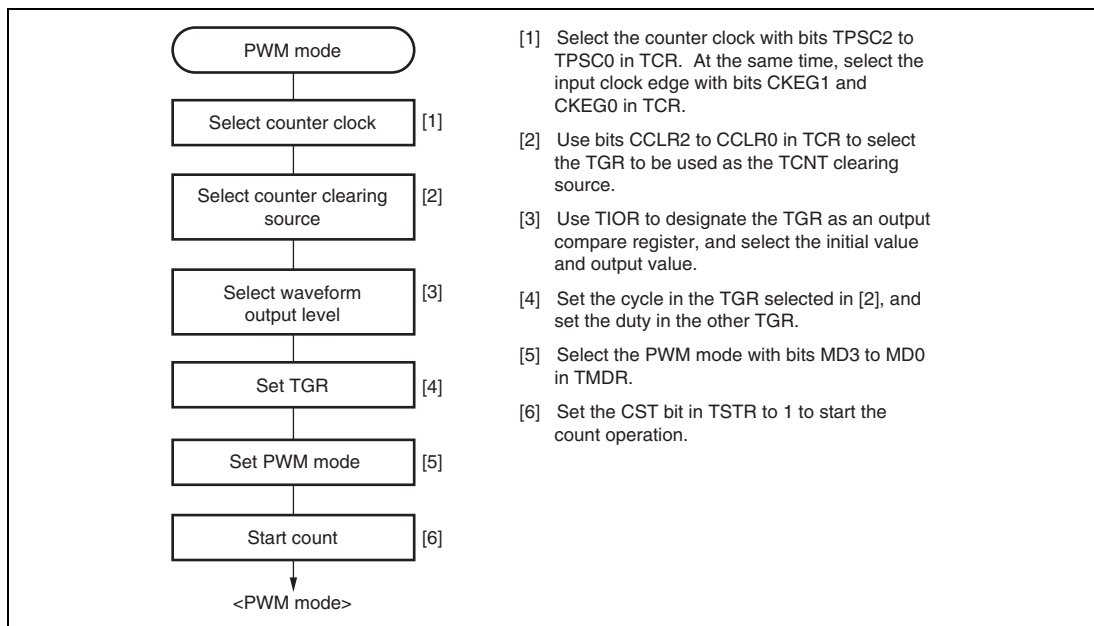 PWM mode
Select counter clock
[1]
Select counter clearing
source
[2]
Select waveform
output level
[3]
Set TGR
[4]
Set PWM mode
[5]
Start count
[6]
<PWM mode>
[1] Select the counter clock with bits TPSC2 to
TPSC0 in TCR. At the same time, select the
input clock edge with bits CKEG1 and
CKEG0 in TCR.
[2] Use bits CCLR2 to CCLR0 in TCR to select
the TGR to be used as the TCNT clearing
source.
[3] Use TIOR to designate the TGR as an output
compare register, and select the initial value
and output value.
[4] Set the cycle in the TGR selected in [2], and
set the duty in the other TGR.
[5] Select the PWM mode with bits MD3 to MD0
in TMDR.
[6] Set the CST bit in TSTR to 1 to start the
count operation.